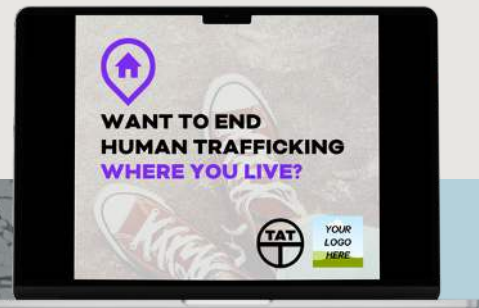 WANT TO END
HUMAN TRAFFICKING
WHERE YOU LIVE?
TAT
YOUR
LOGO
HERE